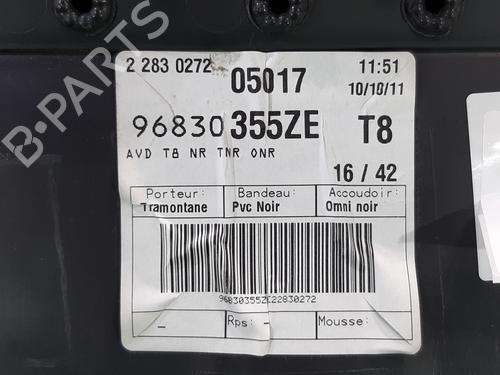 2 283 0272 05017 11:51
10/10/11
96830 355ZE T8
AVD T8 NR TNR ONR
16 / 42
Porteur: Bandeau: Accoudoir:
Tramontane Pvc Noir Omni noir
96830355ZE22830272
Rps: - Mousse:
- -